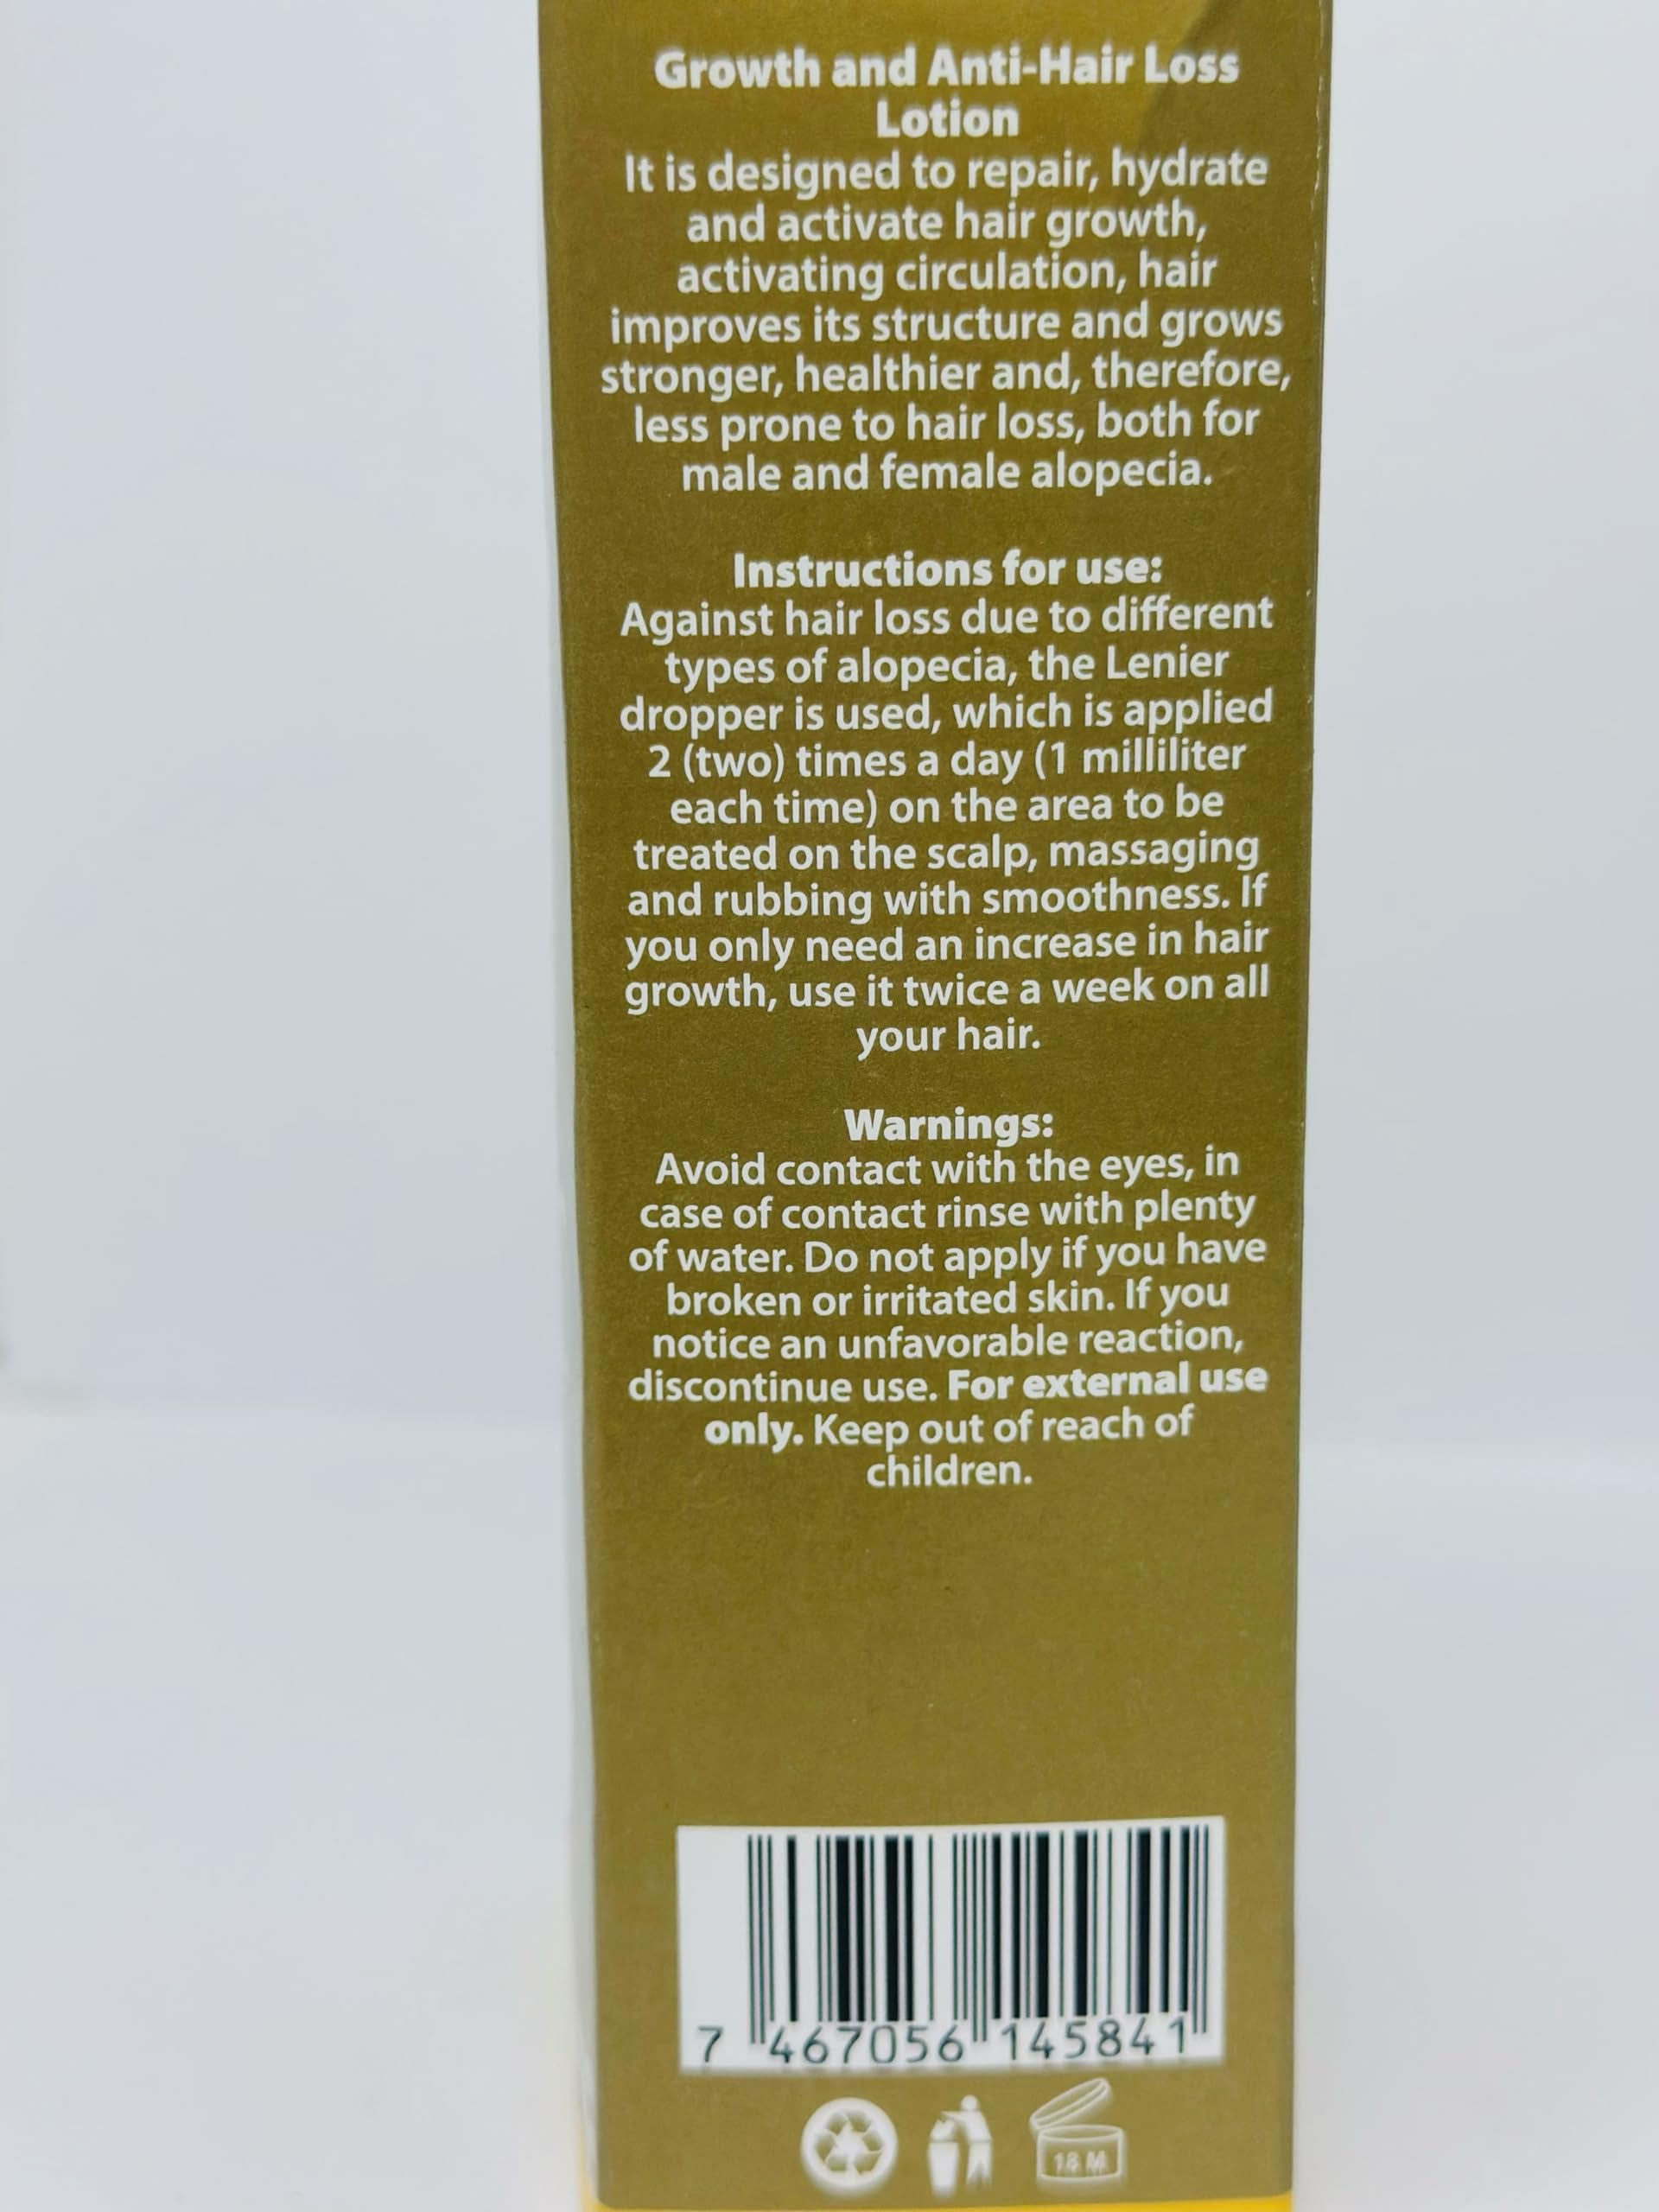 Growth and Anti-Hair Loss
Lotion
It is designed to repair, hydrate
and activate hair growth,
activating circulation, hair
improves its structure and grows
stronger, healthier and, therefore,
less prone to hair loss, both for
male and female alopecia.
Instructions for use:
Against hair loss due to different
types of alopecia, the Lenier
dropper is used, which is applied
2 (two) times a day (1 milliliter
each time) on the area to be
treated on the scalp, massaging
and rubbing with smoothness. If
you only need an increase in hair
growth, use it twice a week on all
your hair.
Warnings:
Avoid contact with the eyes, in
case of contact rinse with plenty
of water. Do not apply if you have
broken or irritated skin. If you
notice an unfavorable reaction,
discontinue use. For external use
only. Keep out of reach of
children.
7 467056 145841
18 M